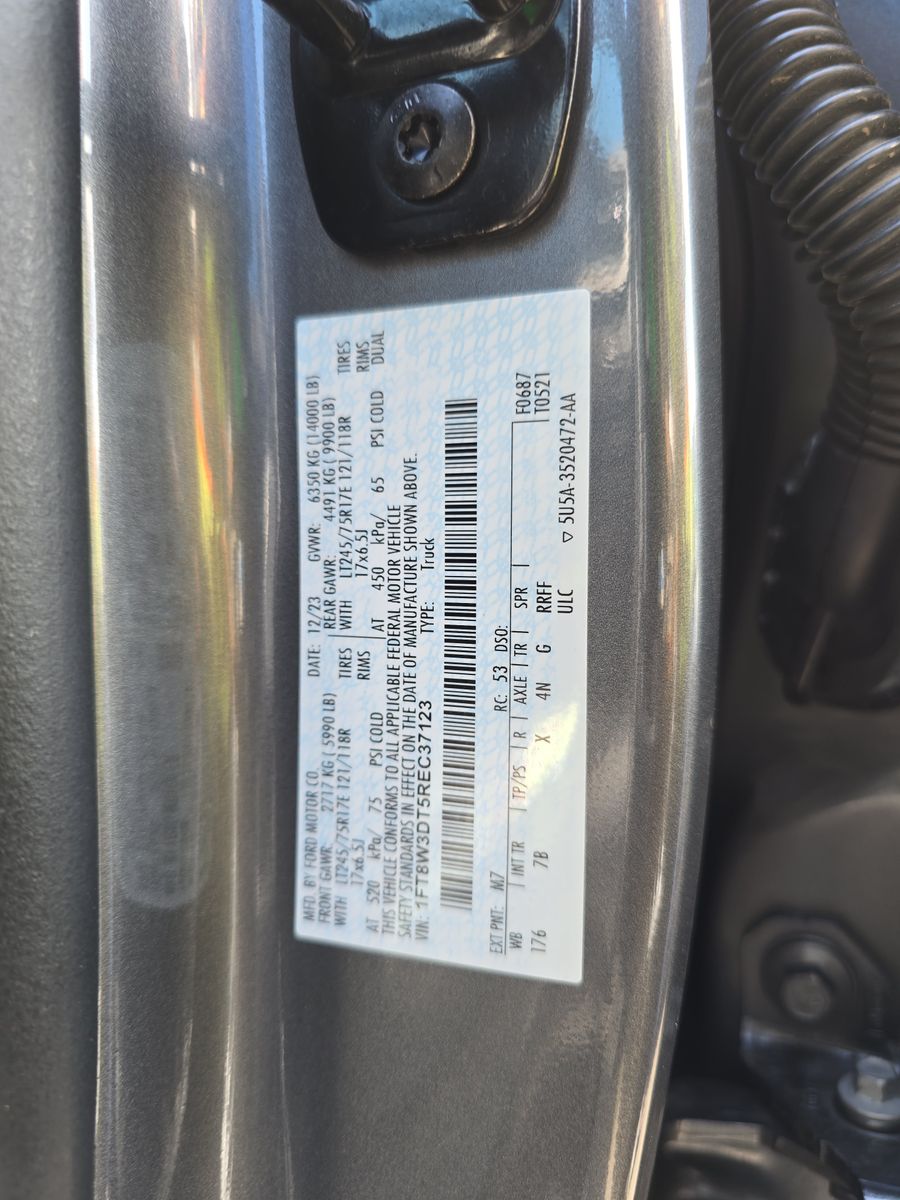 MFD. BY FORD MOTOR CO.
DATE: 12/23 GVWR: 6350 KG (14000 LB)
FRONT GAWR: 2717 KG ( 5990 LB) REAR GAWR: 4491 KG ( 9900 LB)
WITH LT245/75R17E 121/118R TIRES WITH LT245/75R17E 121/118R TIRES
17x6.5J RIMS 17x6.5J RIMS
AT 520 kPa/ 75 PSI COLD AT 450 kPa/ 65 PSI COLD DUAL
THIS VEHICLE CONFORMS TO ALL APPLICABLE FEDERAL MOTOR VEHICLE
SAFETY STANDARDS IN EFFECT ON THE DATE OF MANUFACTURE SHOWN ABOVE.
VIN: 1FT8W3DT5REC37123 TYPE: Truck
EXT PNT: M7 RC: 53 DSO: F0687
WB INT TR TP/PS R AXLE TR SPR T0521
176 7B X 4N G RRFF
ULC ▽ 5U5A-3520472-AA